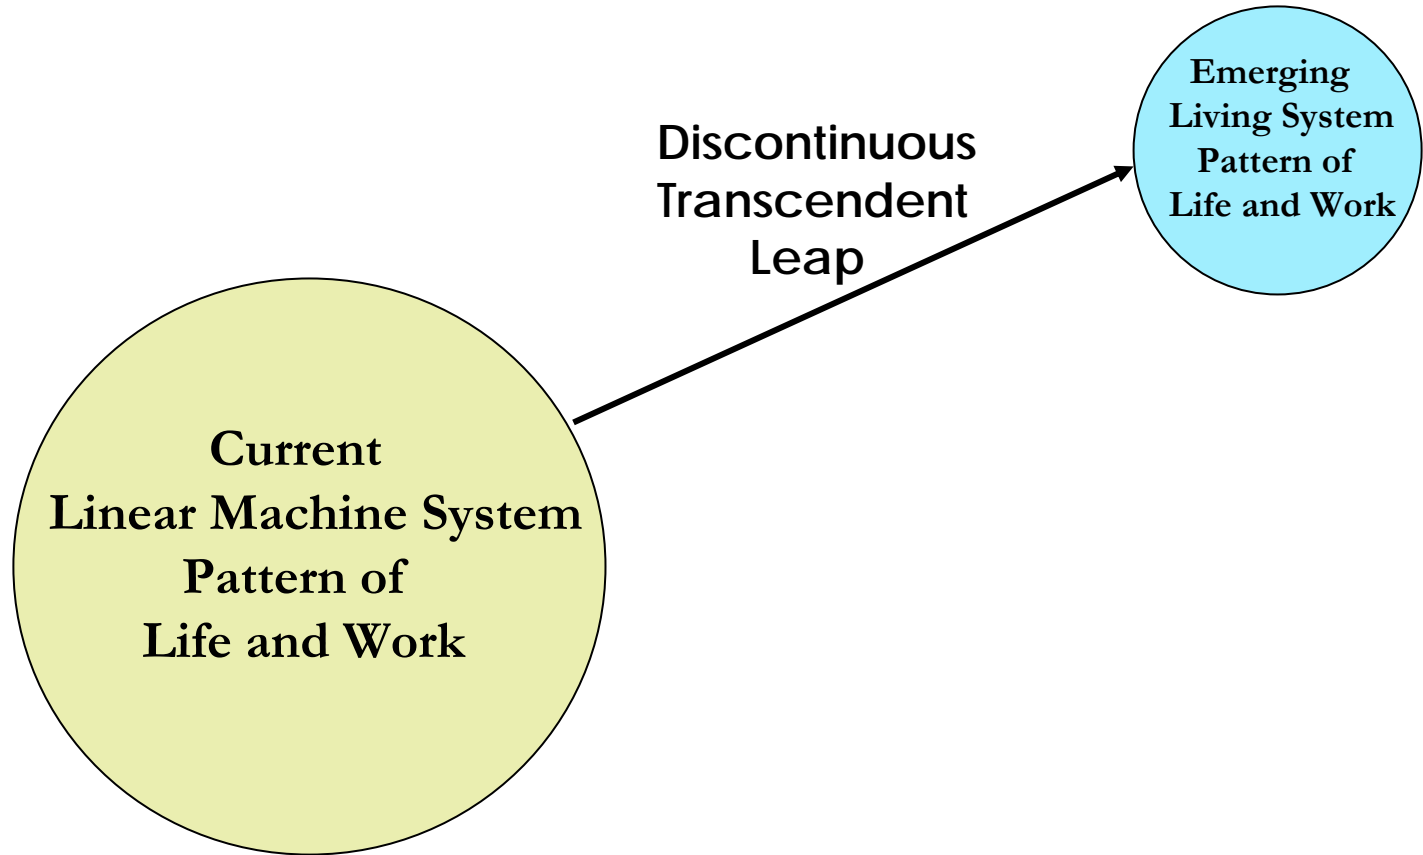 Emerging
Living System
Pattern of
Life and Work
Discontinuous
Transcendent
Leap
Current
Linear Machine System
Pattern of
Life and Work